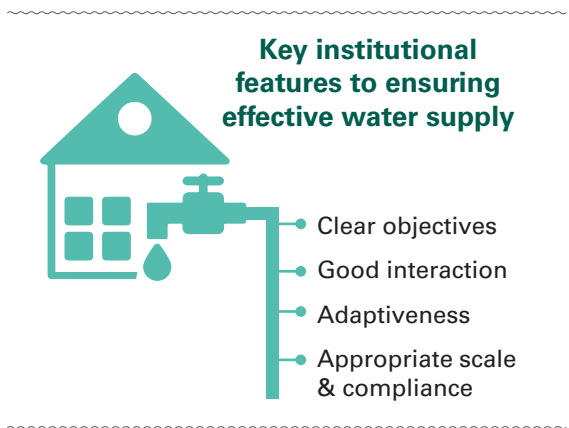 Key institutional
features to ensuring
effective water supply
Clear objectives
Good interaction
Adaptiveness
Appropriate scale
& compliance